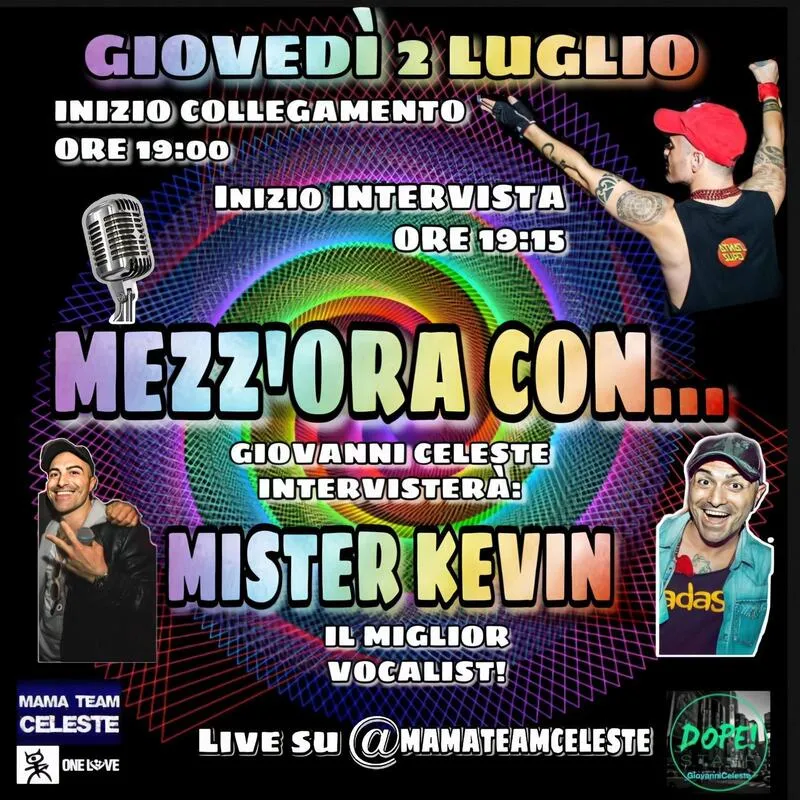 GIOVEDÌ 2 LUGLIO
INIZIO COLLEGAMENTO
ORE 19:00
INIZIO INTERVISTA
ORE 19:15
MEZZ'ORA CON...
GIOVANNI CELESTE
INTERVISTERÀ:
MISTER KEVIN
adas
IL MIGLIOR
VOCALIST!
MAMA TEAM
CELESTE
ONE LOVE
LIVE SU @MAMATEAMCELESTE
DOPE!
GiovanniCeleste